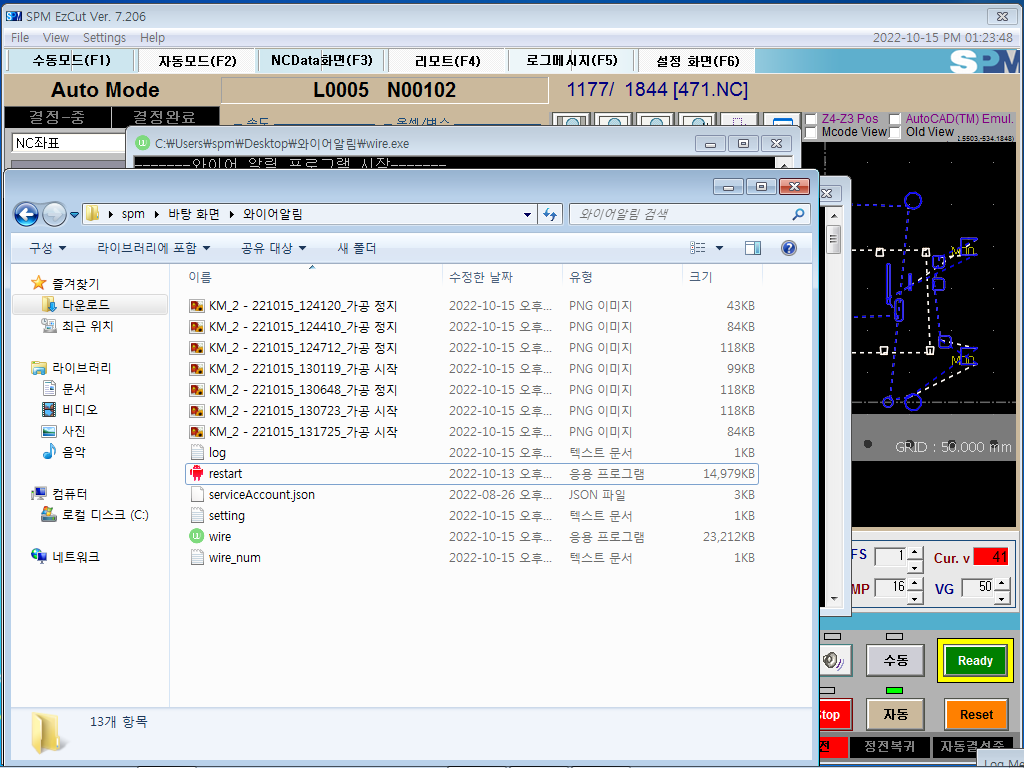 SPM EzCut Ver. 7.206
File View Settings Help
2022-10-15 PM 01:23:48
수동모드(F1) 자동모드(F2) NCData화면(F3) 리모트(F4) 로그메시지(F5) 설정 화면(F6)
SPM
Auto Mode L0005 N00102 1177/ 1844 [471.NC]
결정-중 결정완료
Z4-Z3 Pos AutoCAD(TM) Emul.
Mcode View Old View
NC좌표
C:\Users\spm\Desktop\와이어알림\wire.exe
-------와이어 알림 프로그램 시작-------
spm 바탕 화면 와이어알림
와이어알림 검색
구성 라이브러리에 포함 공유 대상 새 폴더
즐겨찾기
다운로드
최근 위치
라이브러리
문서
비디오
사진
음악
컴퓨터
로컬 디스크 (C:)
네트워크
이름 수정한 날짜 유형 크기
KM_2 - 221015_124120_가공 정지 2022-10-15 오후... PNG 이미지 43KB
KM_2 - 221015_124410_가공 정지 2022-10-15 오후... PNG 이미지 84KB
KM_2 - 221015_124712_가공 정지 2022-10-15 오후... PNG 이미지 118KB
KM_2 - 221015_130119_가공 시작 2022-10-15 오후... PNG 이미지 99KB
KM_2 - 221015_130648_가공 정지 2022-10-15 오후... PNG 이미지 118KB
KM_2 - 221015_130723_가공 시작 2022-10-15 오후... PNG 이미지 118KB
KM_2 - 221015_131725_가공 시작 2022-10-15 오후... PNG 이미지 84KB
log 2022-10-15 오후... 텍스트 문서 1KB
restart 2022-10-13 오후... 응용 프로그램 14,979KB
serviceAccount.json 2022-08-26 오후... JSON 파일 3KB
setting 2022-10-15 오후... 텍스트 문서 1KB
wire 2022-10-15 오후... 응용 프로그램 23,212KB
wire_num 2022-10-15 오후... 텍스트 문서 1KB
13개 항목
GRID : 50.000 mm
FS 1 Cur. v 41
MP 16 VG 50
수동 Ready
자동 Reset
정전복귀